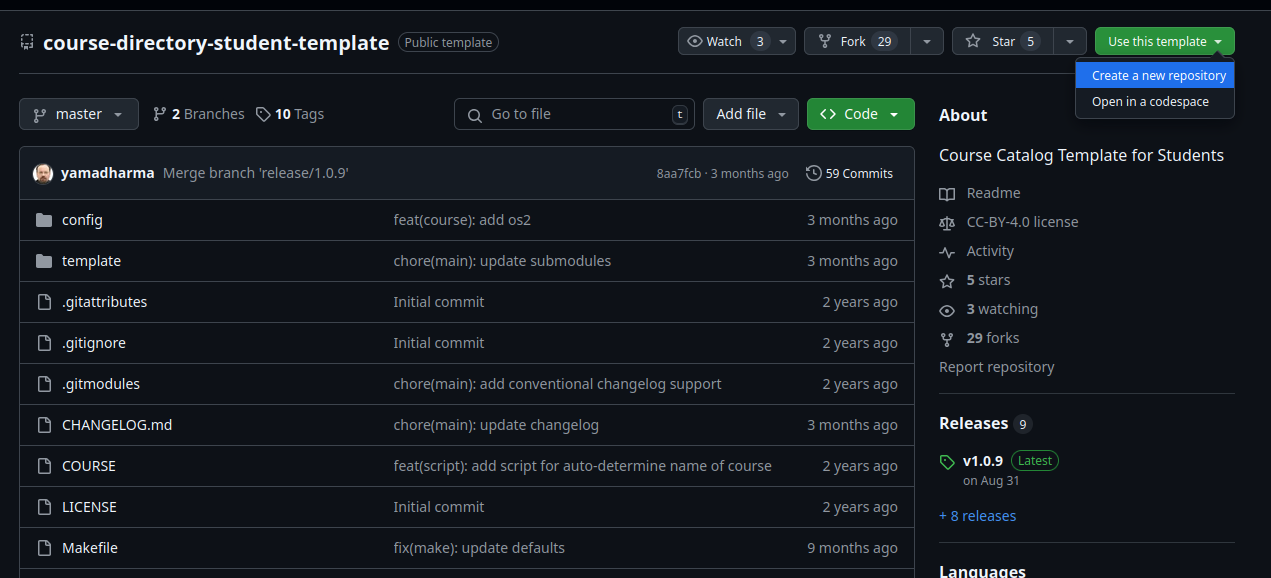 course-directory-student-template Public template Watch 3 Fork 29 Star 5 Use this template
Create a new repository
Open in a codespace
master 2 Branches 10 Tags Go to file t Add file Code
yamadharma Merge branch 'release/1.0.9' 8aa7fcb · 3 months ago 59 Commits
config feat(course): add os2 3 months ago
template chore(main): update submodules 3 months ago
.gitattributes Initial commit 2 years ago
.gitignore Initial commit 2 years ago
.gitmodules chore(main): add conventional changelog support 2 years ago
CHANGELOG.md chore(main): update changelog 3 months ago
COURSE feat(script): add script for auto-determine name of course 2 years ago
LICENSE Initial commit 2 years ago
Makefile fix(make): update defaults 9 months ago
About
Course Catalog Template for Students
Readme
CC-BY-4.0 license
Activity
5 stars
3 watching
29 forks
Report repository
Releases 9
v1.0.9 Latest
on Aug 31
+ 8 releases
Languages